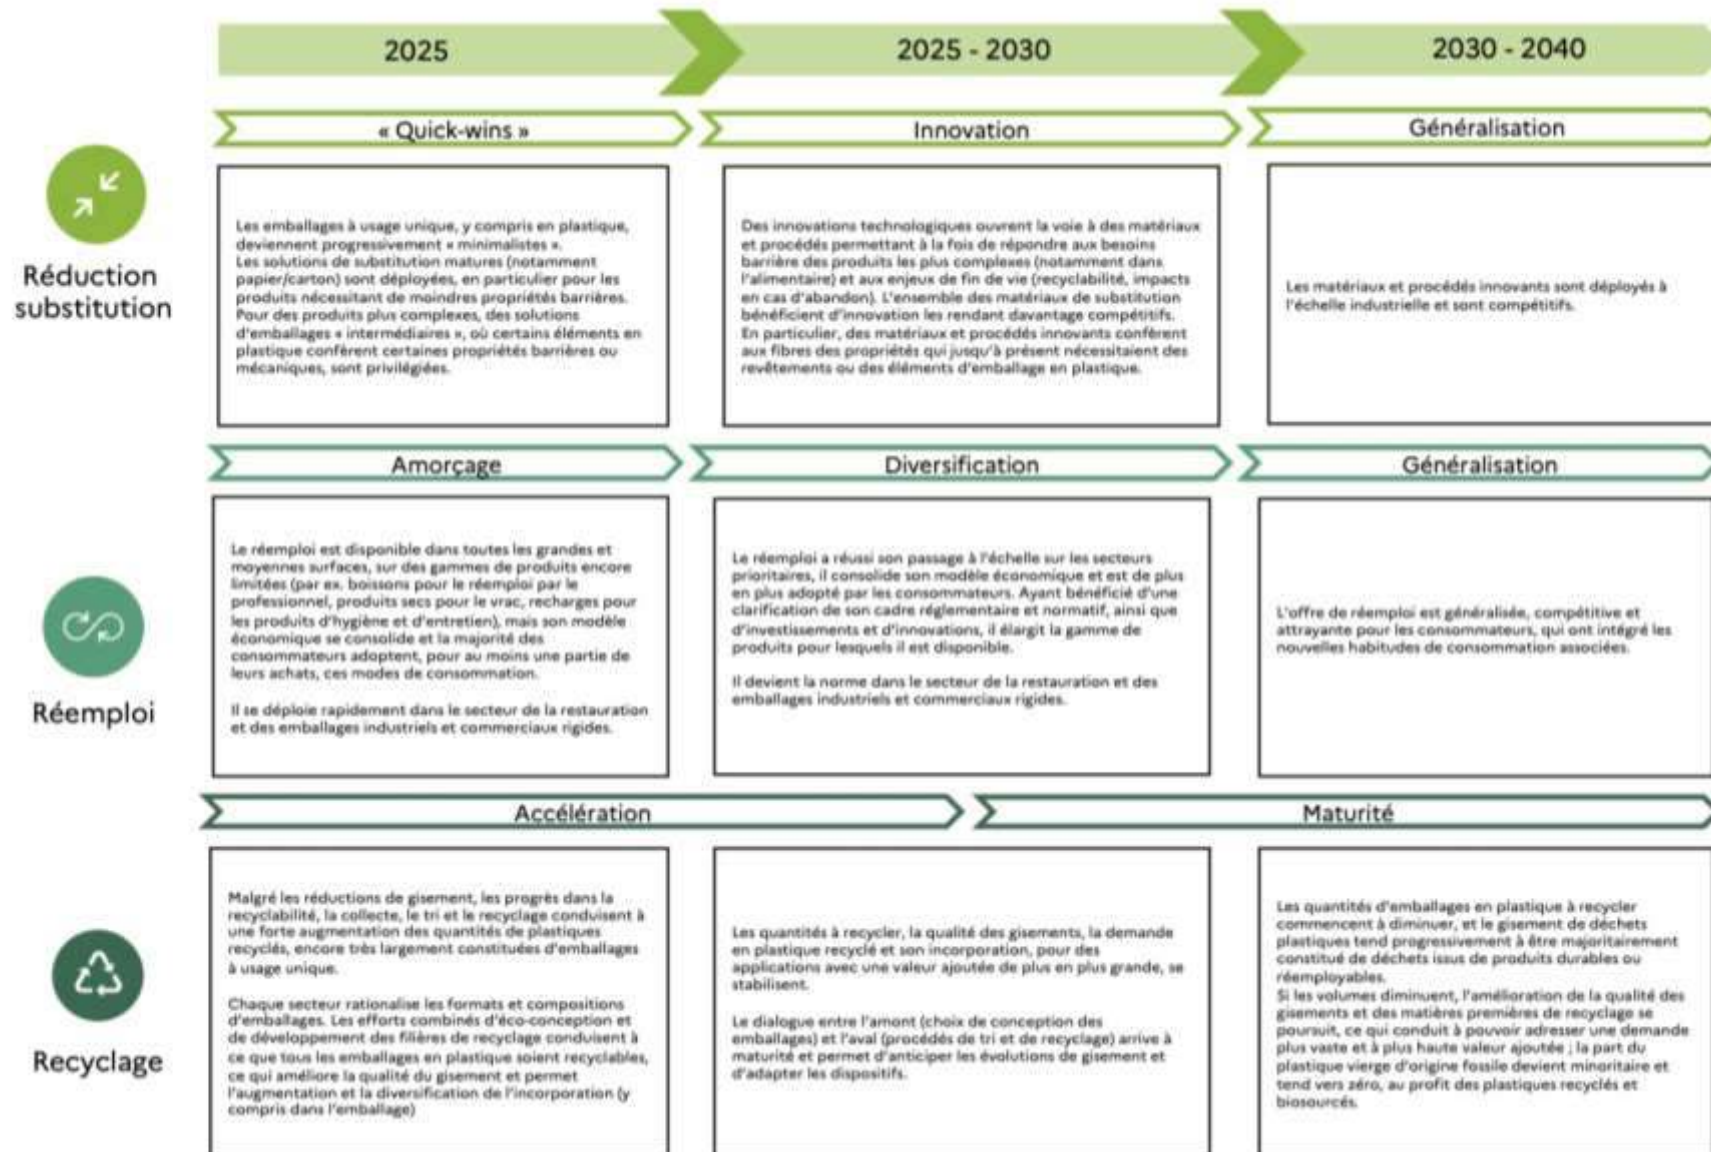 2025
2025 - 2030
2030 - 2040
« Quick-wins »
Innovation
Généralisation
Réduction
substitution
Les emballages à usage unique, y compris en plastique,
deviennent progressivement « minimalistes ».
Les solutions de substitution matures (notamment
papier/carton) sont déployées, en particulier pour les
produits nécessitant de moindres propriétés barrières.
Pour des produits plus complexes, des solutions
d'emballages « intermédiaires », où certains éléments en
plastique confèrent certaines propriétés barrières ou
mécaniques, sont privilégiées.
Des innovations technologiques ouvrent la voie à des matériaux
et procédés permettant à la fois de répondre aux besoins
barrière des produits les plus complexes (notamment dans
l'alimentaire) et aux enjeux de fin de vie (recyclabilité, impacts
en cas d'abandon). L'ensemble des matériaux de substitution
bénéficient d'innovation les rendant davantage compétitifs.
En particulier, des matériaux et procédés innovants confèrent
aux fibres des propriétés qui jusqu'à présent nécessitaient des
revêtements ou des éléments d'emballage en plastique.
Les matériaux et procédés innovants sont déployés à
l'échelle industrielle et sont compétitifs.
Amorçage
Diversification
Généralisation
Réemploi
Le réemploi est disponible dans toutes les grandes et
moyennes surfaces, sur des gammes de produits encore
limitées (par ex. boissons pour le réemploi par le
professionnel, produits secs pour le vrac, recharges pour
les produits d'hygiène et d'entretien), mais son modèle
économique se consolide et la majorité des
consommateurs adoptent, pour au moins une partie de
leurs achats, ces modes de consommation.
Il se déploie rapidement dans le secteur de la restauration
et des emballages industriels et commerciaux rigides.
Le réemploi a réussi son passage à l'échelle sur les secteurs
prioritaires, il consolide son modèle économique et est de plus
en plus adopté par les consommateurs. Ayant bénéficié d'une
clarification de son cadre réglementaire et normatif, ainsi que
d'investissements et d'innovations, il élargit la gamme de
produits pour lesquels il est disponible.
Il devient la norme dans le secteur de la restauration et des
emballages industriels et commerciaux rigides.
L'offre de réemploi est généralisée, compétitive et
attrayante pour les consommateurs, qui ont intégré les
nouvelles habitudes de consommation associées.
Accélération
Maturité
Recyclage
Malgré les réductions de gisement, les progrès dans la
recyclabilité, la collecte, le tri et le recyclage conduisent à
une forte augmentation des quantités de plastiques
recyclés, encore très largement constituées d'emballages
à usage unique.
Chaque secteur rationalise les formats et compositions
d'emballages. Les efforts combinés d'éco-conception et
de développement des filières de recyclage conduisent à
ce que tous les emballages en plastique soient recyclables,
ce qui améliore la qualité du gisement et permet
l'augmentation et la diversification de l'incorporation (y
compris dans l'emballage)
Les quantités à recycler, la qualité des gisements, la demande
en plastique recyclé et son incorporation, pour des
applications avec une valeur ajoutée de plus en plus grande, se
stabilisent.
Le dialogue entre l'amont (choix de conception des
emballages) et l'aval (procédés de tri et de recyclage) arrive à
maturité et permet d'anticiper les évolutions de gisement et
d'adapter les dispositifs.
Les quantités d'emballages en plastique à recycler
commencent à diminuer, et le gisement de déchets
plastiques tend progressivement à être majoritairement
constitué de déchets issus de produits durables ou
réemployables.
Si les volumes diminuent, l'amélioration de la qualité des
gisements et des matières premières de recyclage se
poursuit, ce qui conduit à pouvoir adresser une demande
plus vaste et à plus haute valeur ajoutée ; la part du
plastique vierge d'origine fossile devient minoritaire et
tend vers zéro, au profit des plastiques recyclés et
biosourcés.